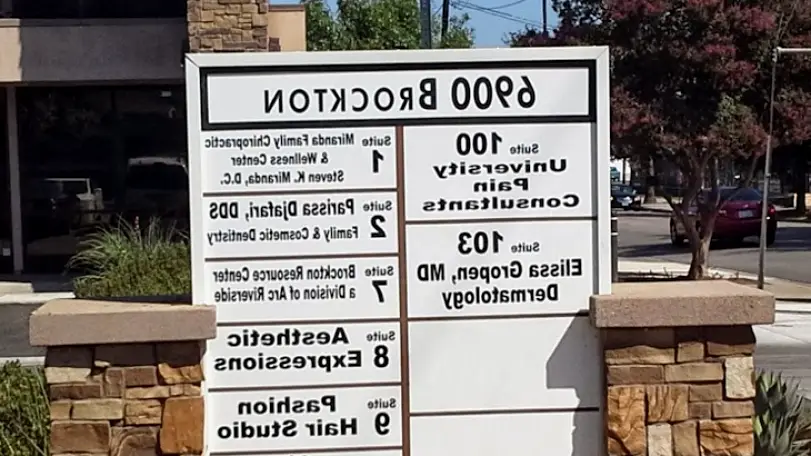 6900 BROCKTON
Suite 100
University
Pain
Consultants
Suite 103
Elissa Gropen, MD
Dermatology
Suite 1
Miranda Family Chiropractic
& Wellness Center
Steven K. Miranda, D.C.
Suite 2
Parissa Djafari, DDS
Family & Cosmetic Dentistry
Suite 7
Brockton Resource Center
a Division of Arc Riverside
Suite 8
Aesthetic
Expressions
Suite 9
Pashion
Hair Studio